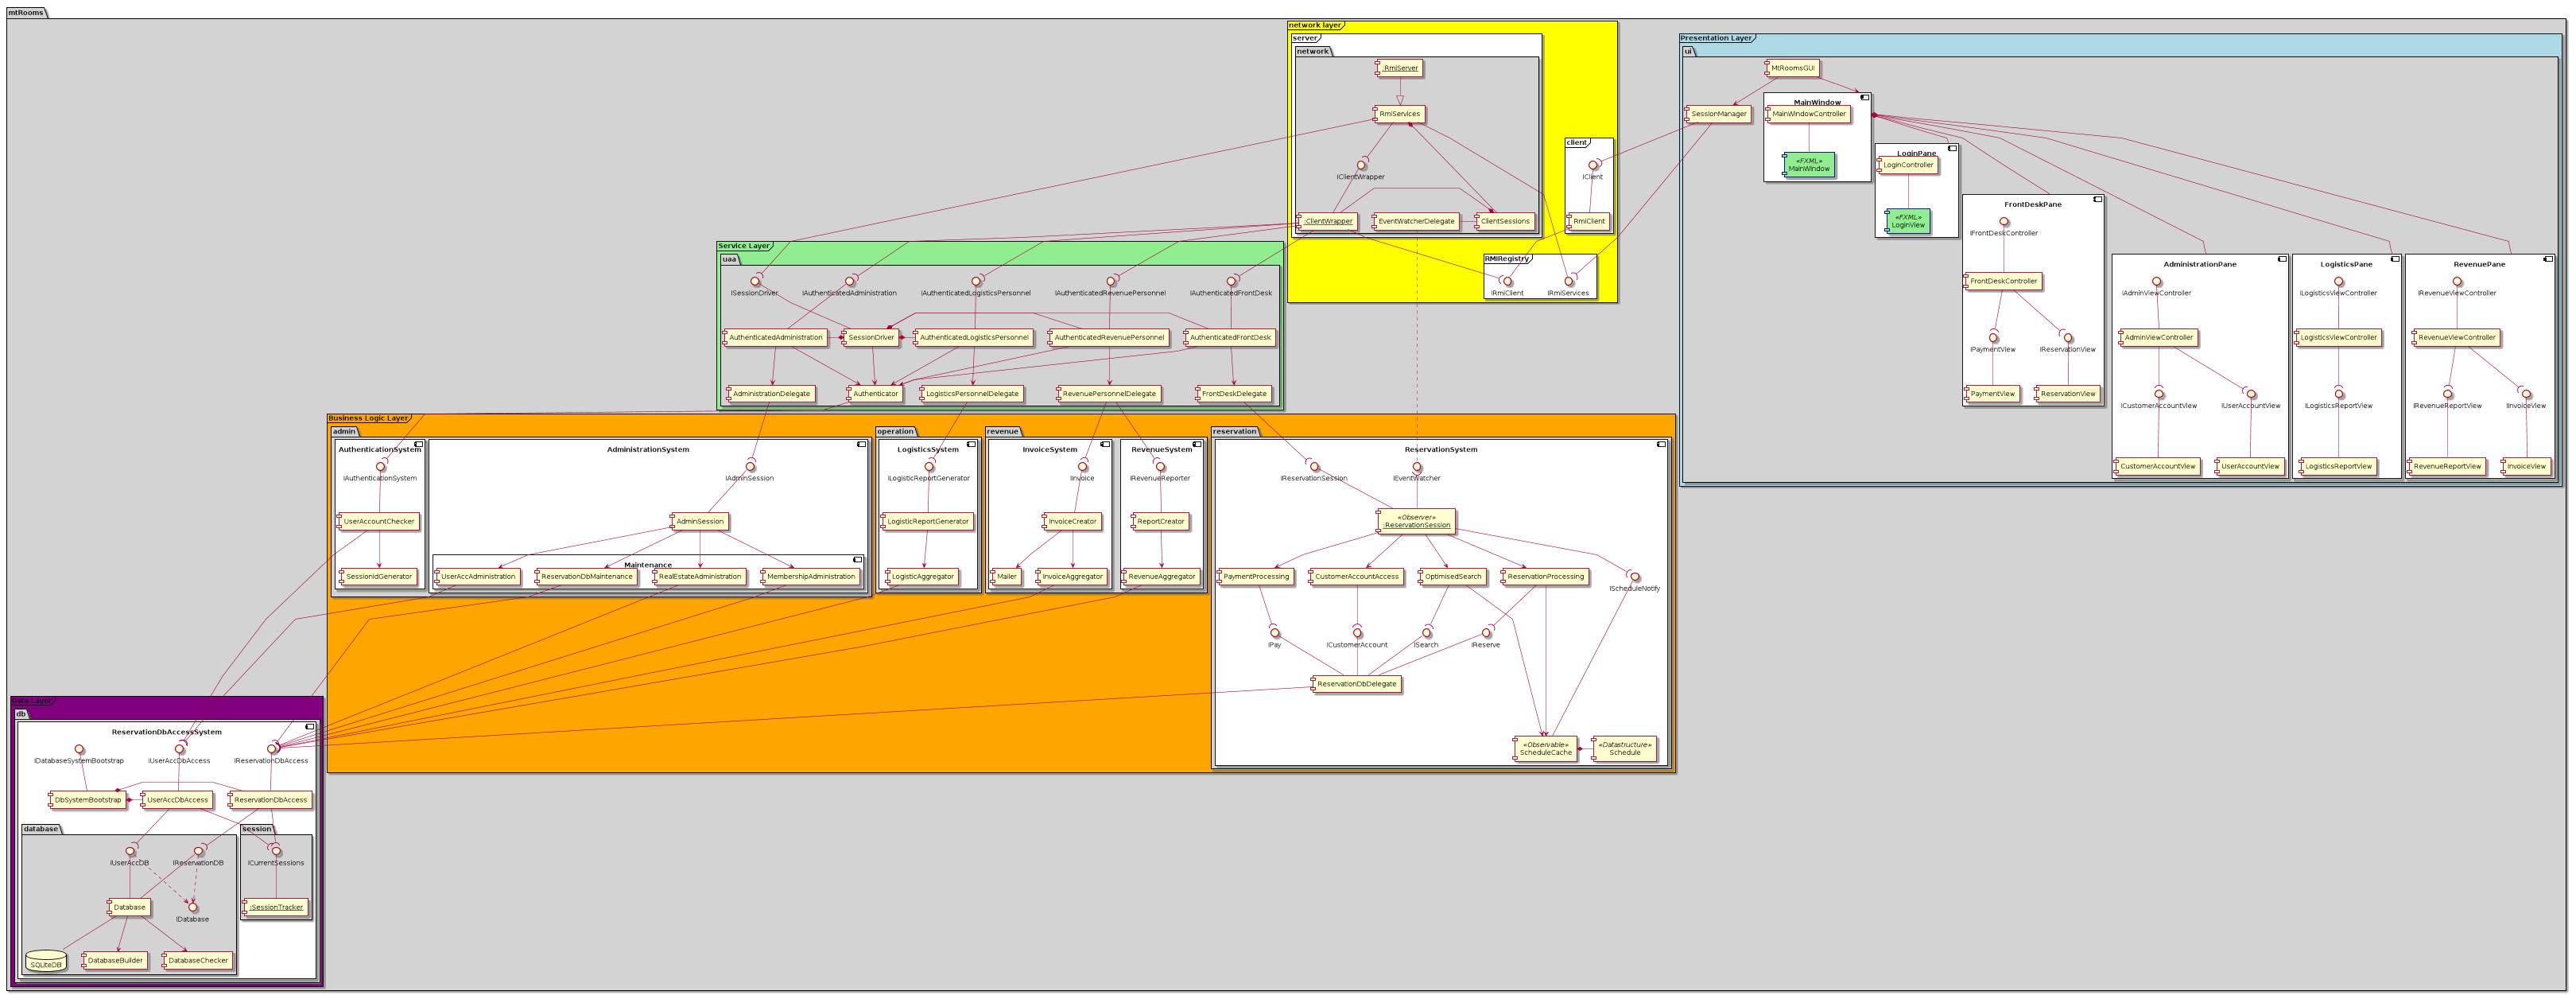 mtRooms
network layer
server
network
:RmiServer
RmiServices
IClientWrapper
:ClientWrapper
EventWatcherDelegate
ClientSessions
client
IClient
RmiClient
RMIRegistry
IRmiClient
IRmiServices
Presentation Layer
ui
MtRoomsGUI
SessionManager
MainWindow
MainWindowController
«FXML»
MainWindow
LoginPane
LoginController
«FXML»
LoginView
FrontDeskPane
IFrontDeskController
FrontDeskController
IPaymentView
IReservationView
PaymentView
ReservationView
AdministrationPane
IAdminViewController
AdminViewController
ICustomerAccountView
IUserAccountView
CustomerAccountView
UserAccountView
LogisticsPane
ILogisticsViewController
LogisticsViewController
ILogisticsReportView
LogisticsReportView
RevenuePane
IRevenueViewController
RevenueViewController
IRevenueReportView
IInvoiceView
RevenueReportView
InvoiceView
Service Layer
uaa
ISessionDriver
IAuthenticatedAdministration
IAuthenticatedLogisticsPersonnel
IAuthenticatedRevenuePersonnel
IAuthenticatedFrontDesk
AuthenticatedAdministration
SessionDriver
AuthenticatedLogisticsPersonnel
AuthenticatedRevenuePersonnel
AuthenticatedFrontDesk
AdministrationDelegate
Authenticator
LogisticsPersonnelDelegate
RevenuePersonnelDelegate
FrontDeskDelegate
Business Logic Layer
admin
AuthenticationSystem
IAuthenticationSystem
UserAccountChecker
SessionIdGenerator
AdministrationSystem
IAdminSession
AdminSession
Maintenance
UserAccAdministration
ReservationDbMaintenance
RealEstateAdministration
MembershipAdministration
operation
LogisticsSystem
ILogisticReportGenerator
LogisticReportGenerator
LogisticAggregator
revenue
InvoiceSystem
IInvoice
InvoiceCreator
Mailer
InvoiceAggregator
RevenueSystem
IRevenueReporter
ReportCreator
RevenueAggregator
reservation
ReservationSystem
IReservationSession
IEventWatcher
«Observer»
:ReservationSession
PaymentProcessing
CustomerAccountAccess
OptimisedSearch
ReservationProcessing
IScheduleNotify
IPay
ICustomerAccount
ISearch
IReserve
ReservationDbDelegate
«Observable»
ScheduleCache
«Datastructure»
Schedule
Data Layer
db
ReservationDbAccessSystem
IDatabaseSystemBootstrap
IUserAccDbAccess
IReservationDbAccess
DbSystemBootstrap
UserAccDbAccess
ReservationDbAccess
database
IUserAccDB
IReservationDB
Database
IDatabase
SQLiteDB
DatabaseBuilder
DatabaseChecker
session
ICurrentSessions
:SessionTracker